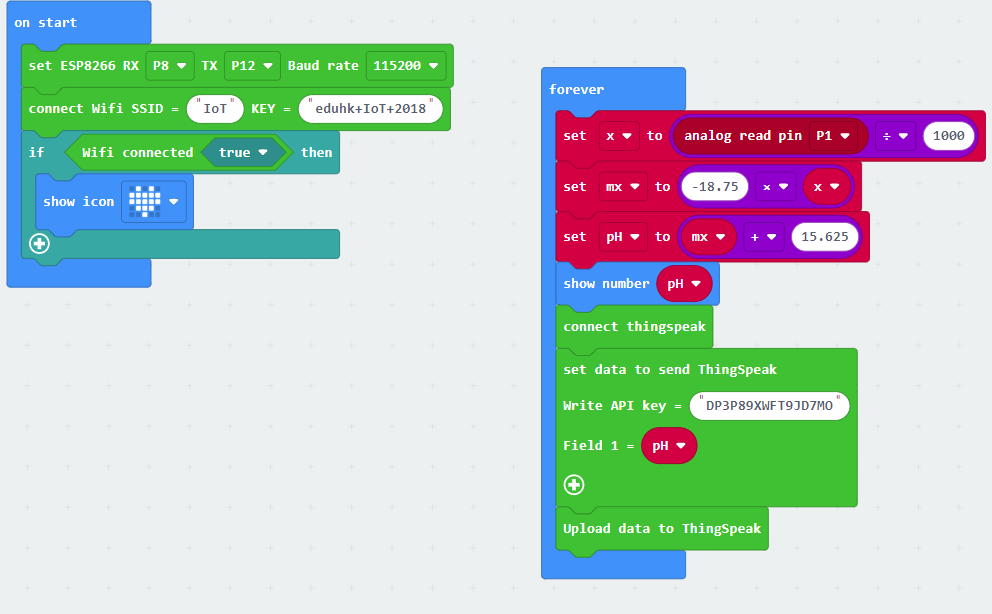 on start
set ESP8266 RX P8 TX P12 Baud rate 115200
connect Wifi SSID = "IoT" KEY = "eduhk+IoT+2018"
if Wifi connected true then
show icon
forever
set x to analog read pin P1 ÷ 1000
set mx to -18.75 × x
set pH to mx + 15.625
show number pH
connect thingspeak
set data to send ThingSpeak
Write API key = "DP3P89XWFT9JD7MO"
Field 1 = pH
Upload data to ThingSpeak